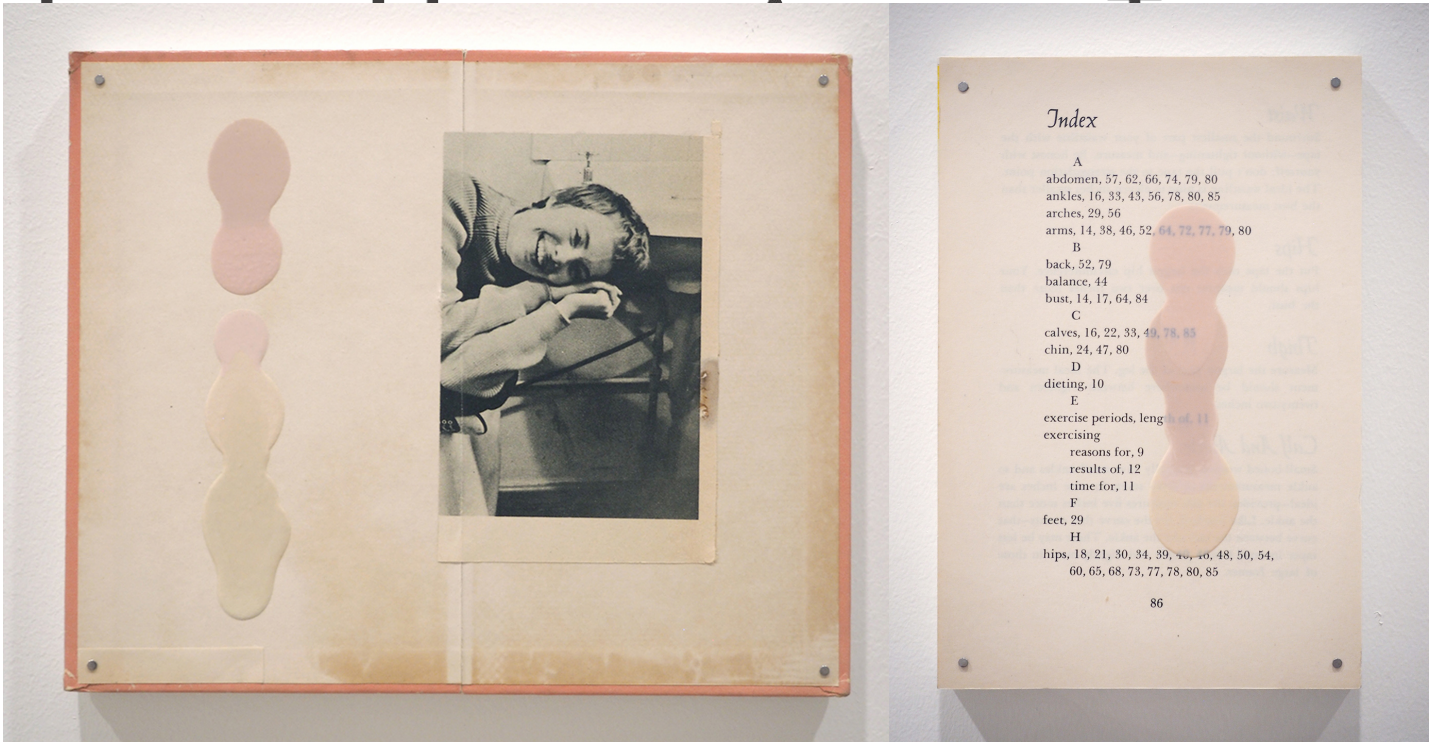 Index
A
abdomen, 57, 62, 66, 74, 79, 80
ankles, 16, 33, 43, 56, 78, 80, 85
arches, 29, 56
arms, 14, 38, 46, 52, 64, 72, 77, 79, 80
B
back, 52, 79
balance, 44
bust, 14, 17, 64, 84
C
calves, 16, 22, 33, 49, 78, 85
chin, 24, 47, 80
D
dieting, 10
E
exercise periods, length of, 11
exercising
reasons for, 9
results of, 12
time for, 11
F
feet, 29
H
hips, 18, 21, 30, 34, 39, 48, 50, 54,
60, 65, 68, 73, 77, 78, 80, 85
86